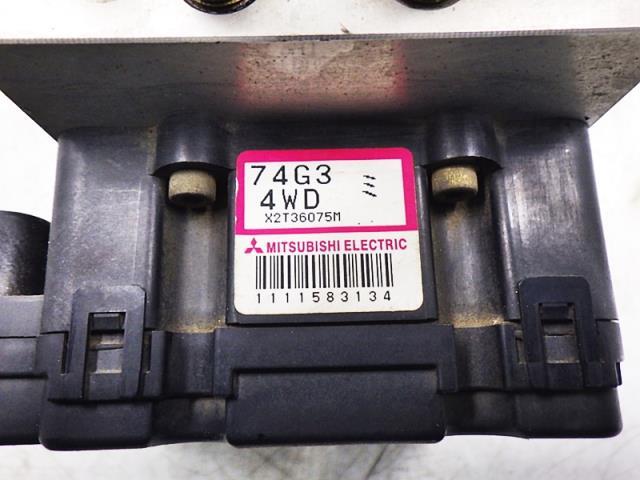 74G3
4WD
X2T36075M
MITSUBISHI ELECTRIC
1111583134